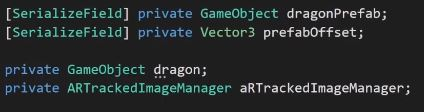 [SerializeField] private GameObject dragonPrefab;
[SerializeField] private Vector3 prefabOffset;
private GameObject dragon;
private ARTrackedImageManager aRTrackedImageManager;